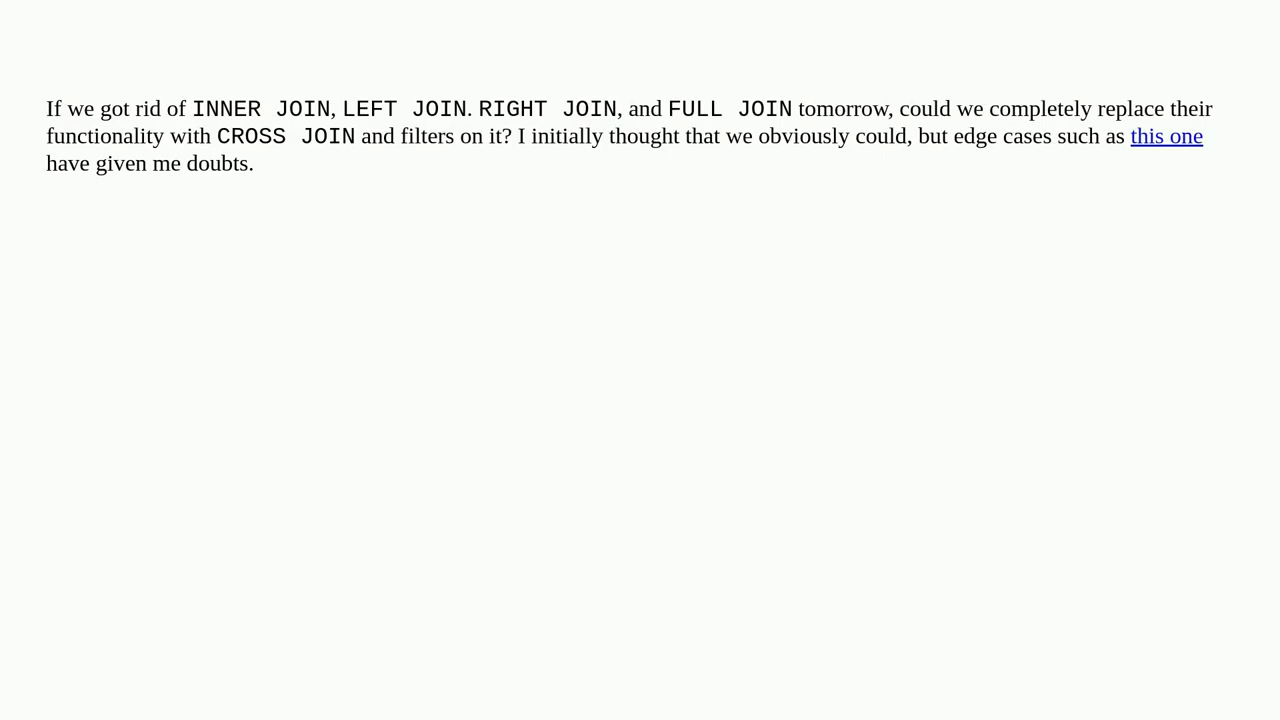 If we got rid of INNER JOIN, LEFT JOIN. RIGHT JOIN, and FULL JOIN tomorrow, could we completely replace their
functionality with CROSS JOIN and filters on it? I initially thought that we obviously could, but edge cases such as this one
have given me doubts.